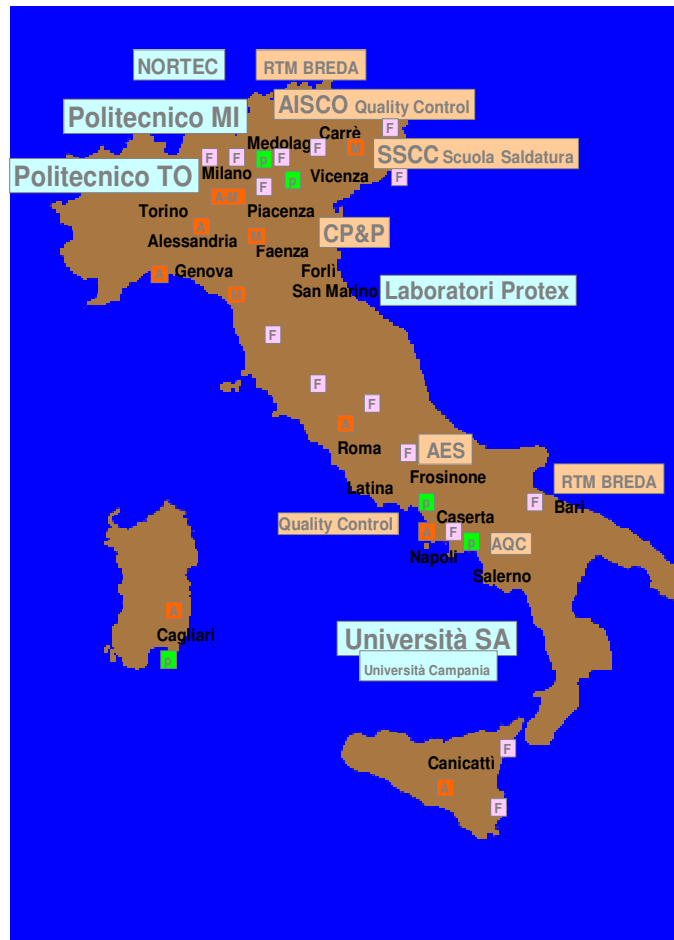 NORTEC
RTM BREDA
AISCO Quality Control
Politecnico MI
F
Carrè
Medolag
M
F
F
F
p
F
SSCC Scuola Saldatura
Politecnico TO
Milano
Vicenza
F
p
F
A-M
Torino
Piacenza
A
Alessandria
M
CP&P
Faenza
A
Genova
Forlì
San Marino
Laboratori Protex
M
F
F
F
A
Roma
F
AES
Latina
Frosinone
RTM BREDA
p
F
Bari
Quality Control
Caserta
A
F
p
AQC
Napoli
Salerno
A
Cagliari
p
Università SA
Università Campania
F
Canicattì
A
F